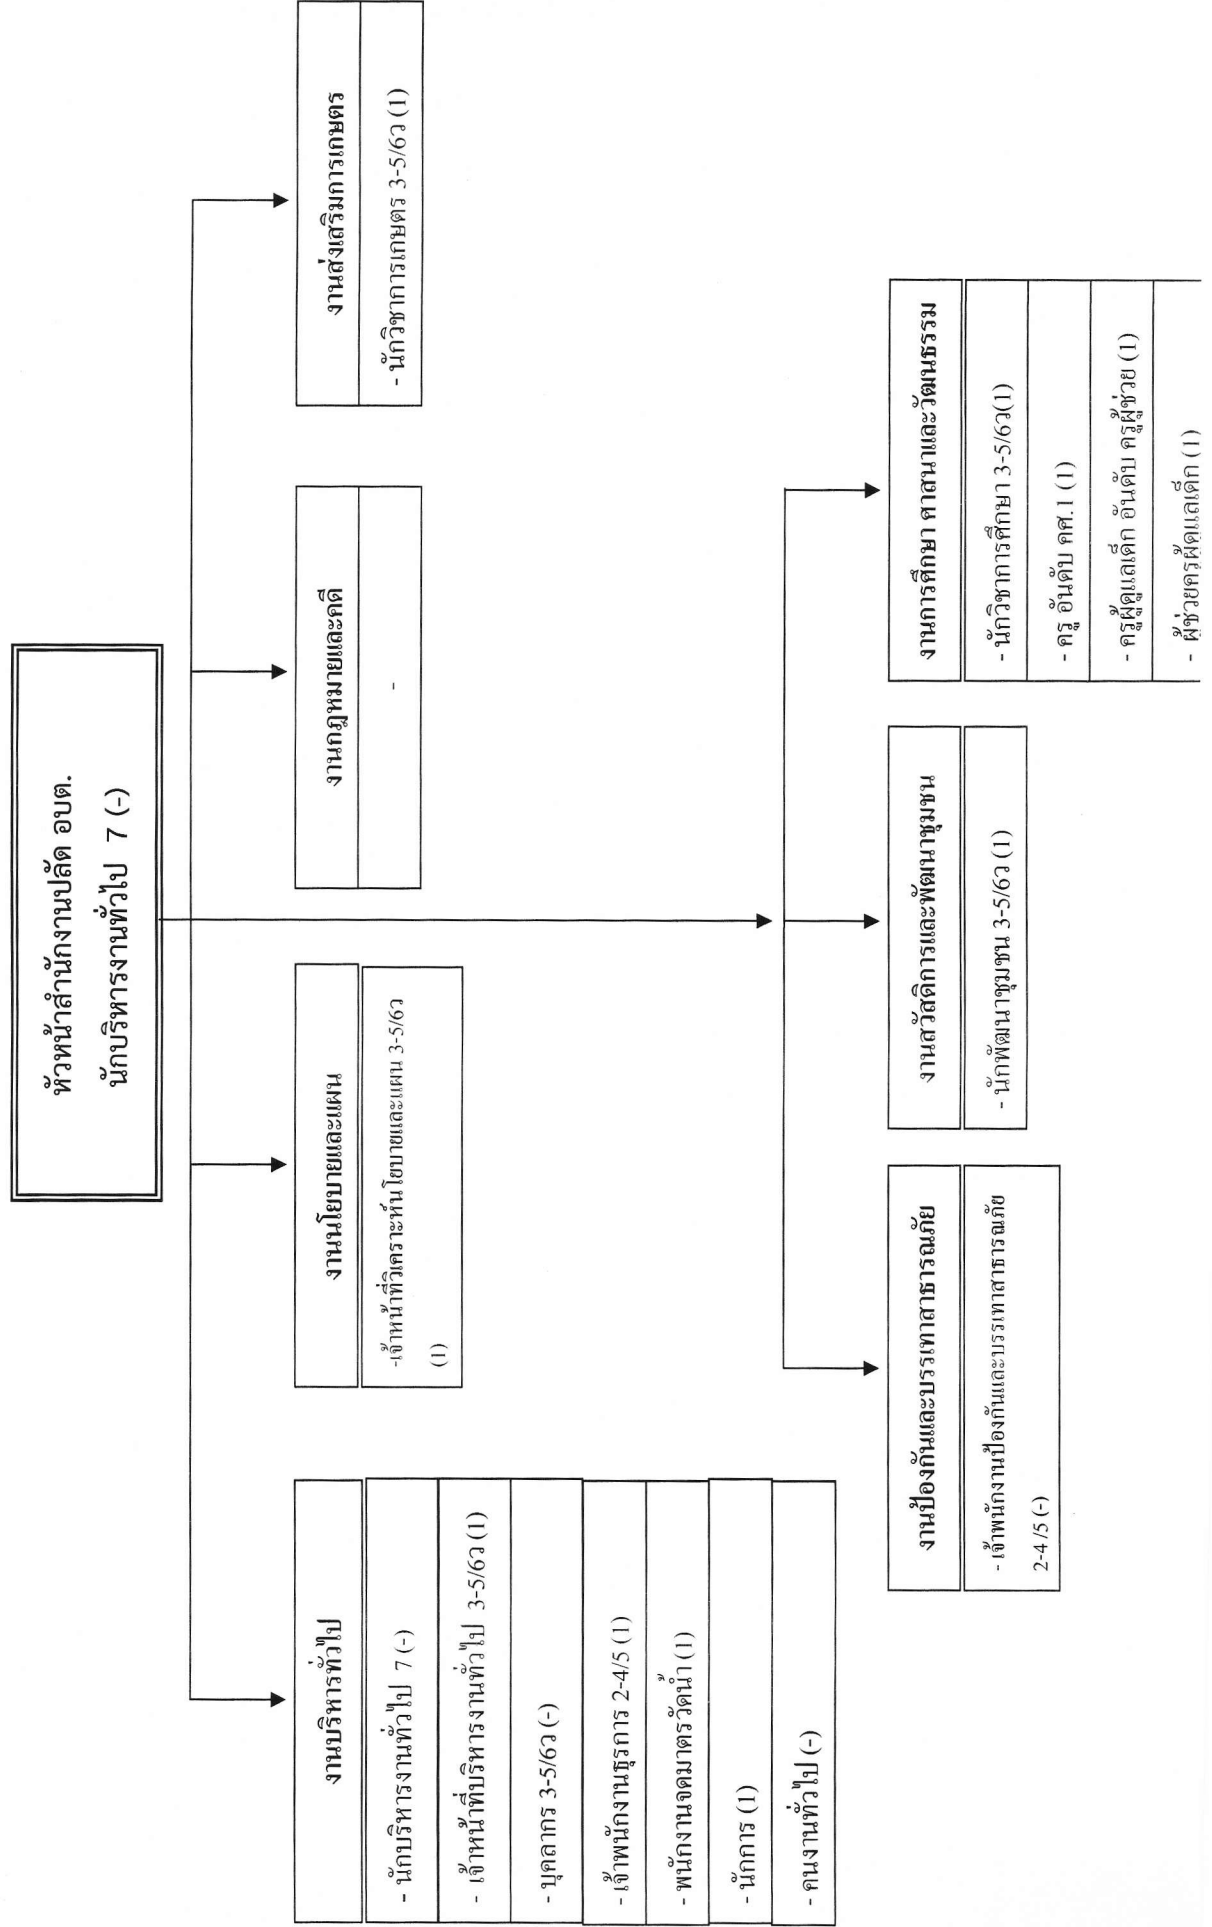 หัวหน้าสำนักงานปลัด อบต.
นักบริหารงานทั่วไป 7 (-)
งานบริหารทั่วไป
- นักบริหารงานทั่วไป 7 (-)
- เจ้าหน้าที่บริหารงานทั่วไป 3-5/6ว (1)
- บุคลากร 3-5/6ว (-)
- เจ้าพนักงานธุรการ 2-4/5 (1)
- พนักงานจดมาตรวัดน้ำ (1)
- นักการ (1)
- คนงานทั่วไป (-)
งานนโยบายและแผน
-เจ้าหน้าที่วิเคราะห์นโยบายและแผน 3-5/6ว
(1)
งานกฎหมายและคดี
-
งานส่งเสริมการเกษตร
- นักวิชาการเกษตร 3-5/6ว (1)
งานป้องกันและบรรเทาสาธารณภัย
- เจ้าพนักงานป้องกันและบรรเทาสาธารณภัย
2-4 /5 (-)
งานสวัสดิการและพัฒนาชุมชน
- นักพัฒนาชุมชน 3-5/6ว (1)
งานการศึกษา ศาสนาและวัฒนธรรม
- นักวิชาการศึกษา 3-5/6ว(1)
- ครู อันดับ คศ.1 (1)
- ครูผู้ดูแลเด็ก อันดับ ครูผู้ช่วย (1)
- ผู้ช่วยครูผู้ดูแลเด็ก (1)